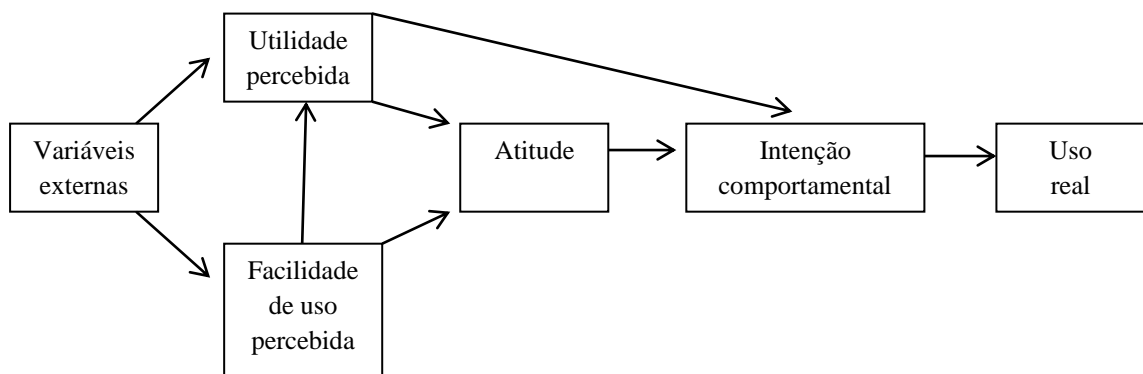 Utilidade
percebida
Variáveis
externas
Atitude
Intenção
comportamental
Uso
real
Facilidade
de uso
percebida